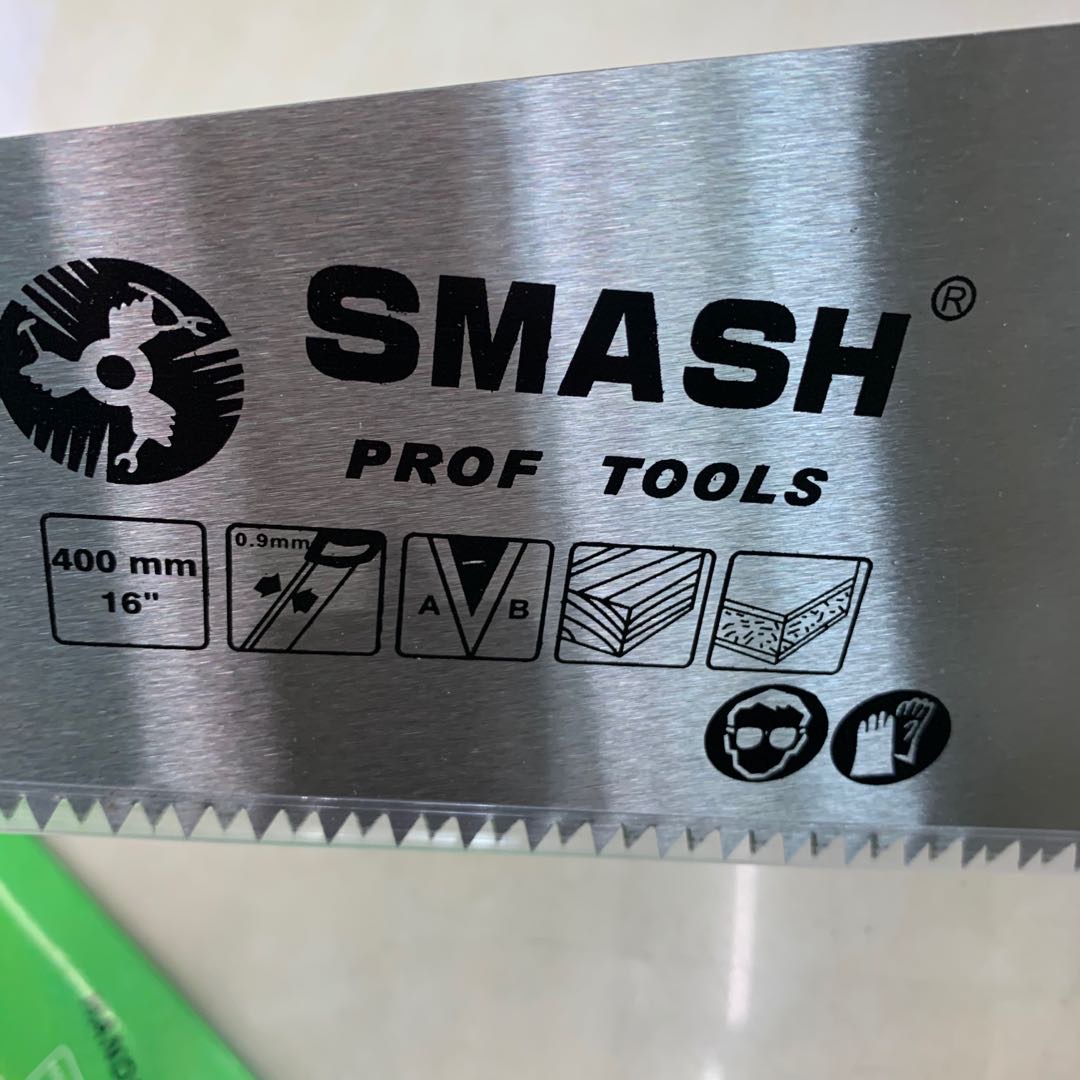 SMASH®
PROF TOOLS
400 mm
16"
0.9mm
A B